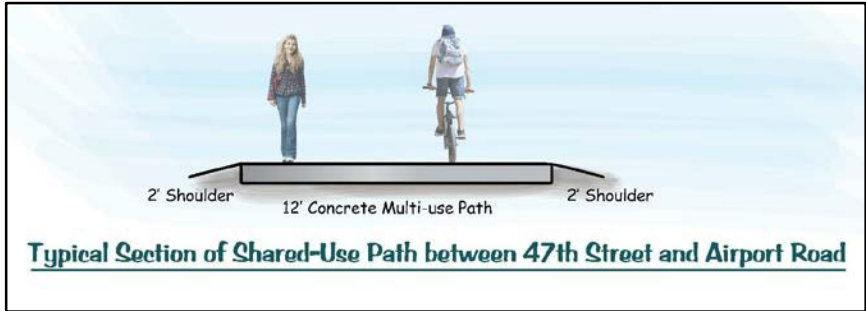 2' Shoulder
12' Concrete Multi-use Path
2' Shoulder
Typical Section of Shared-Use Path between 47th Street and Airport Road